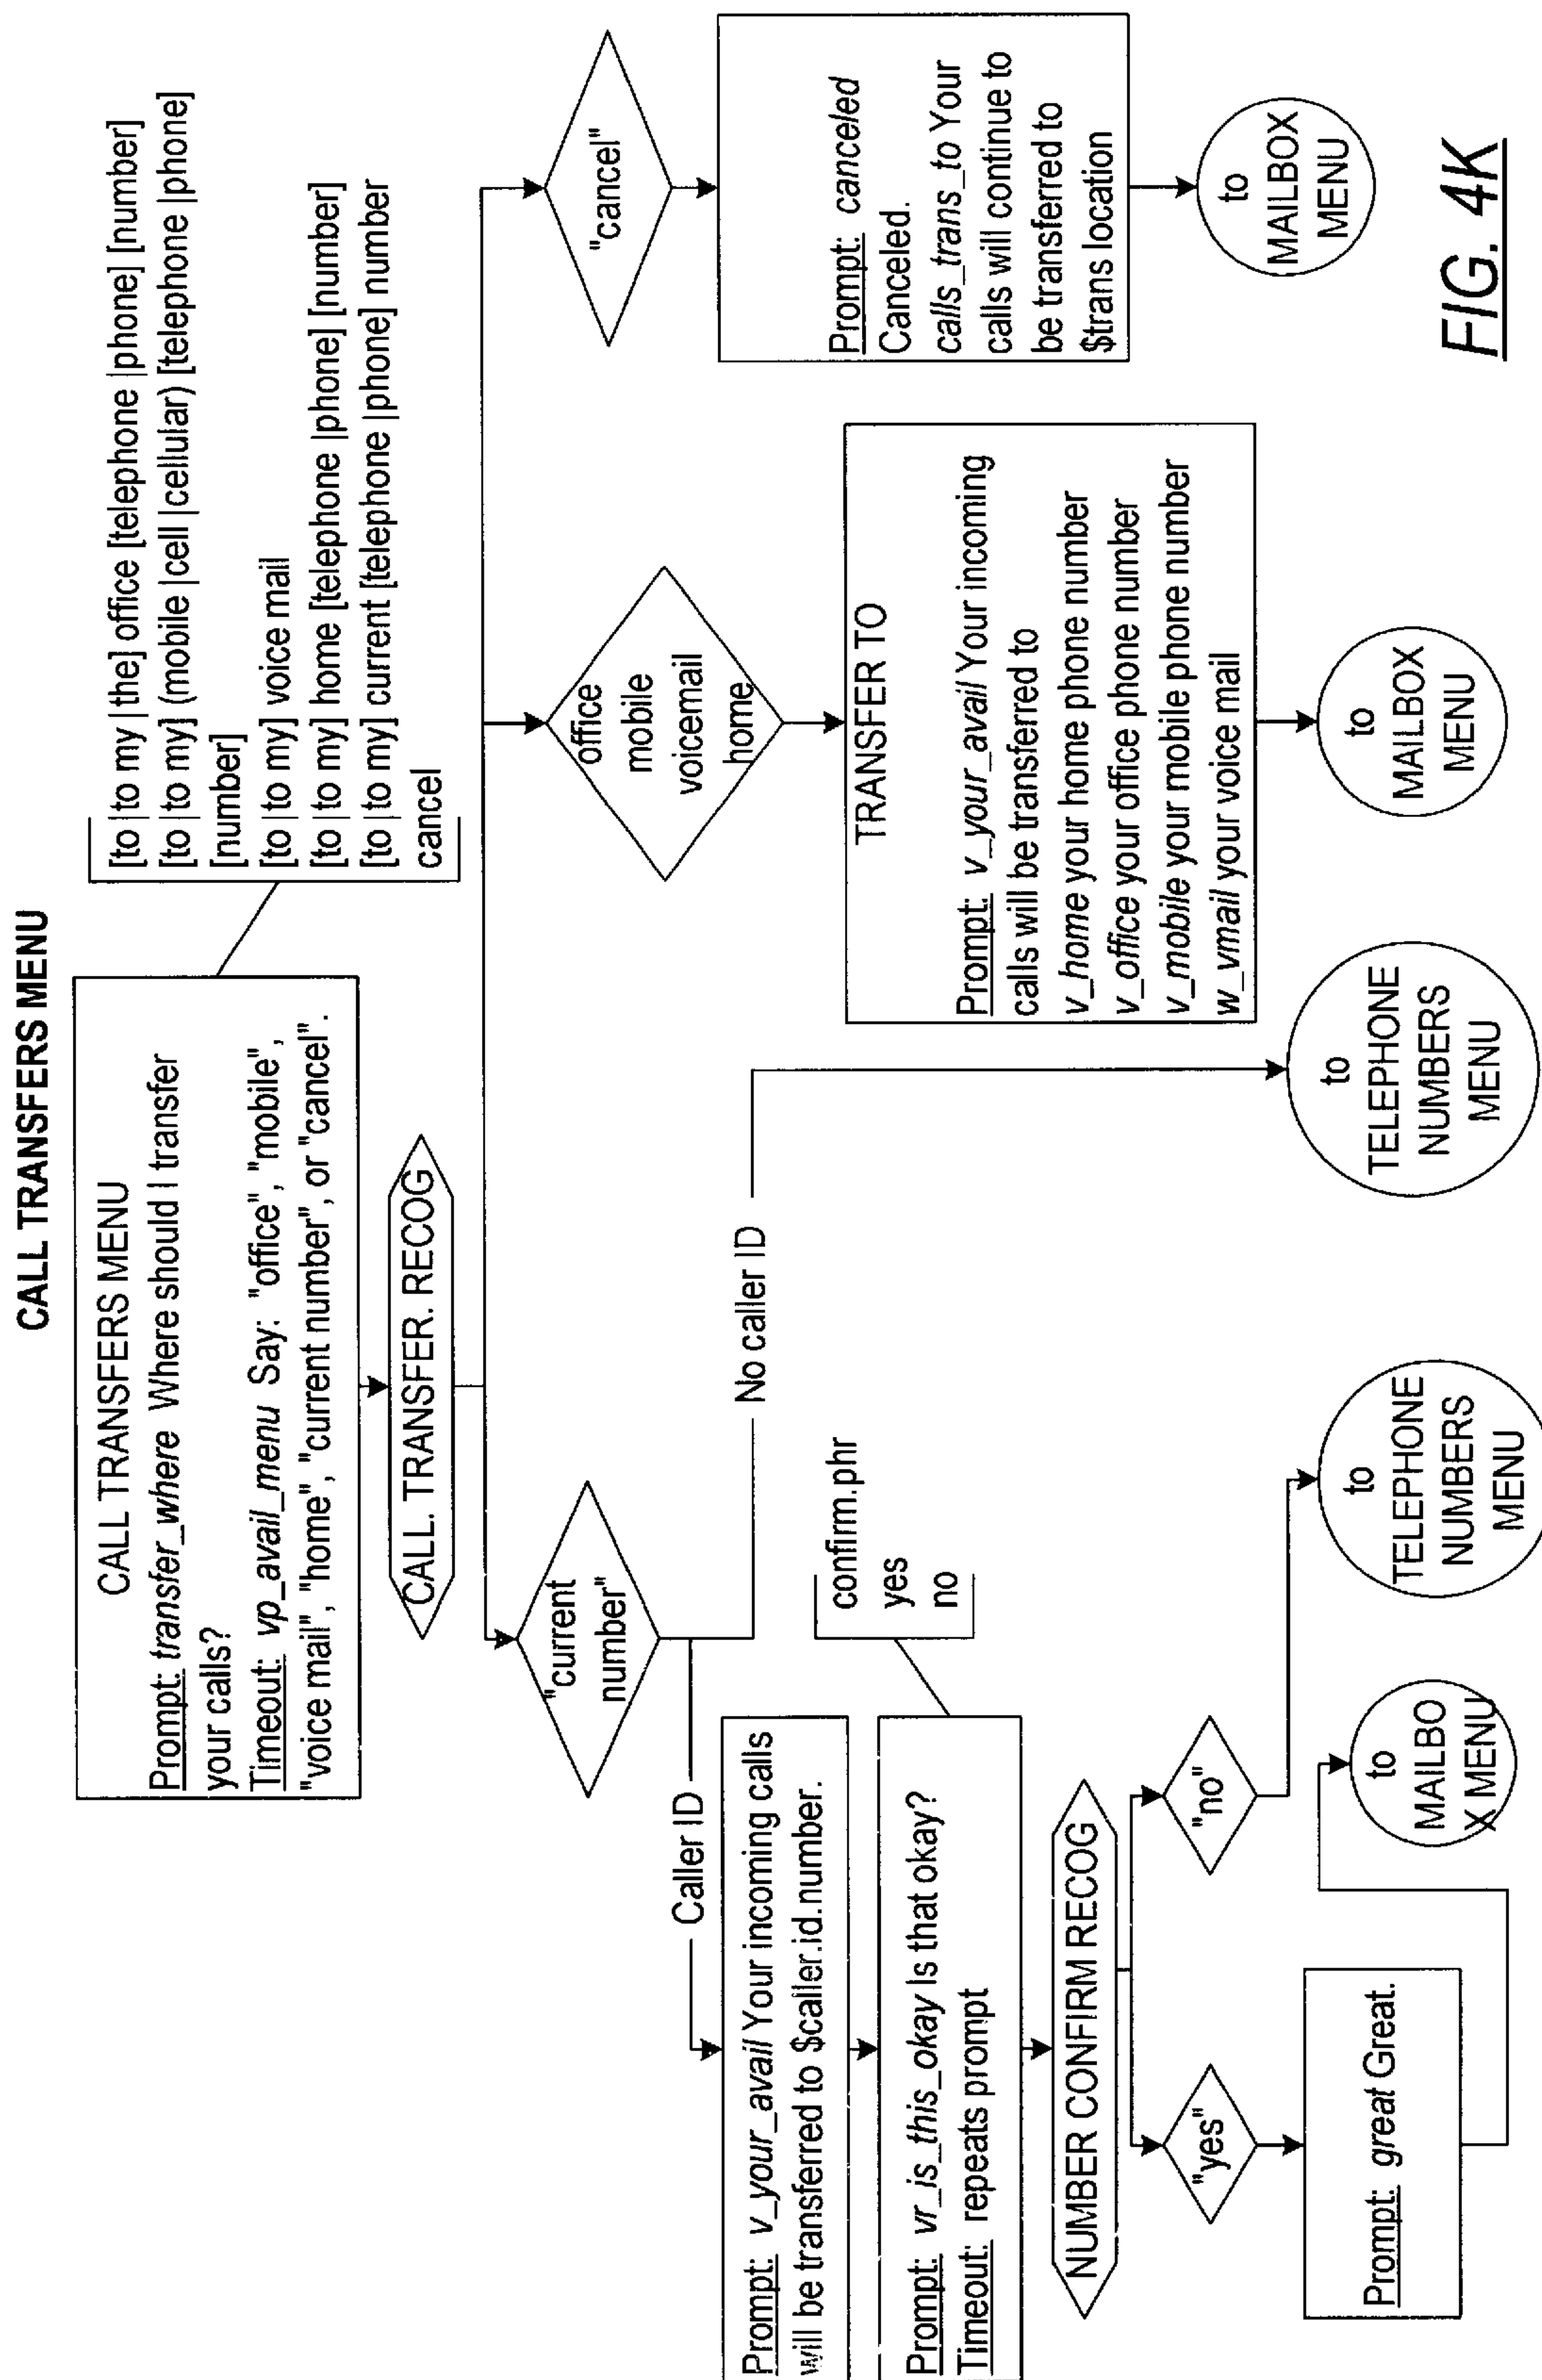 CALL TRANSFERS MENU
CALL TRANSFERS MENU
Prompt: transfer_where Where should I transfer
your calls?
Timeout: vp_avail_menu Say: "office", "mobile",
"voice mail", "home", "current number", or "cancel".
[to |to my |the] office [telephone |phone] [number]
[to |to my] (mobile |cell |cellular) [telephone |phone]
[number]
[to |to my] voice mail
[to |to my] home [telephone |phone] [number]
[to |to my] current [telephone |phone] number
cancel
CALL. TRANSFER. RECOG
"current
number"
office
mobile
voicemail
home
"cancel"
Caller ID
No caller ID
Prompt: v_your_avail Your incoming calls
will be transferred to $caller.id.number.
Prompt: vr_is_this_okay Is that okay?
Timeout: repeats prompt
confirm.phr
yes
no
NUMBER CONFIRM RECOG
"yes"
"no"
Prompt: great Great.
to
MAILBO
X MENU
to
TELEPHONE
NUMBERS
MENU
to
TELEPHONE
NUMBERS
MENU
TRANSFER TO
Prompt: v_your_avail Your incoming
calls will be transferred to
v_home your home phone number
v_office your office phone number
v_mobile your mobile phone number
w_vmail your voice mail
to
MAILBOX
MENU
Prompt: canceled
Canceled.
calls_trans_to Your
calls will continue to
be transferred to
$trans location
to
MAILBOX
MENU
FIG. 4K